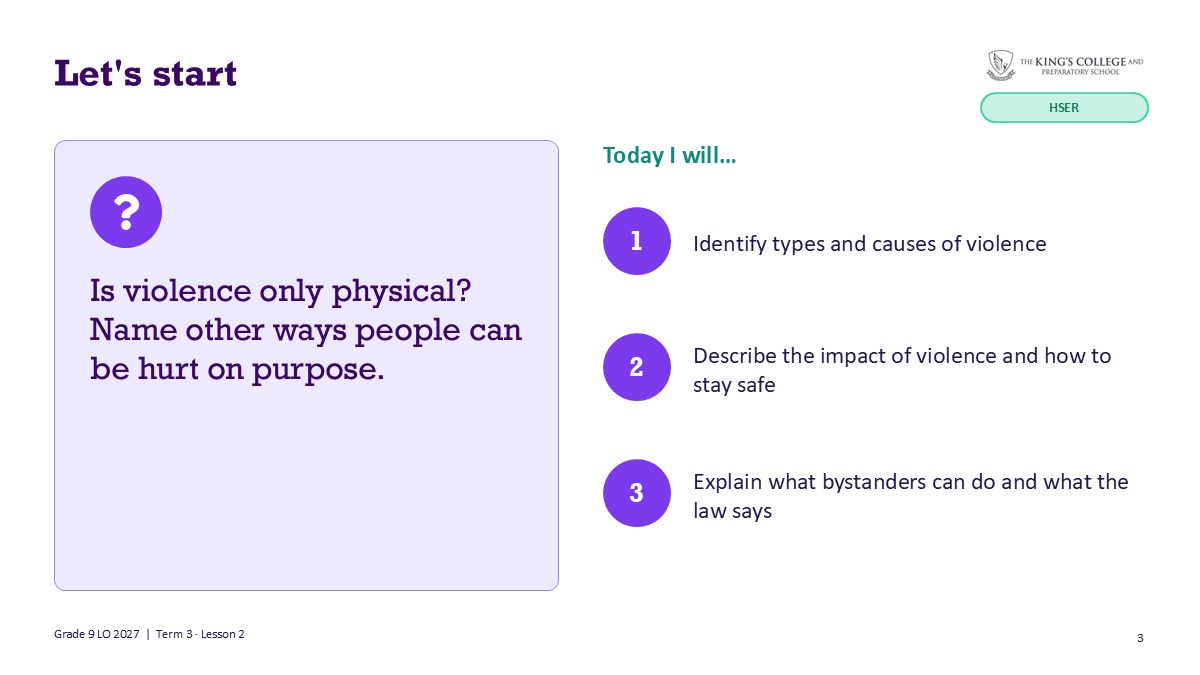 Let's start
THE KING'S COLLEGE AND
PREPARATORY SCHOOL
HSER
?
Is violence only physical?
Name other ways people can
be hurt on purpose.
Today I will...
1
Identify types and causes of violence
2
Describe the impact of violence and how to
stay safe
3
Explain what bystanders can do and what the
law says
Grade 9 LO 2027 | Term 3 · Lesson 2
3